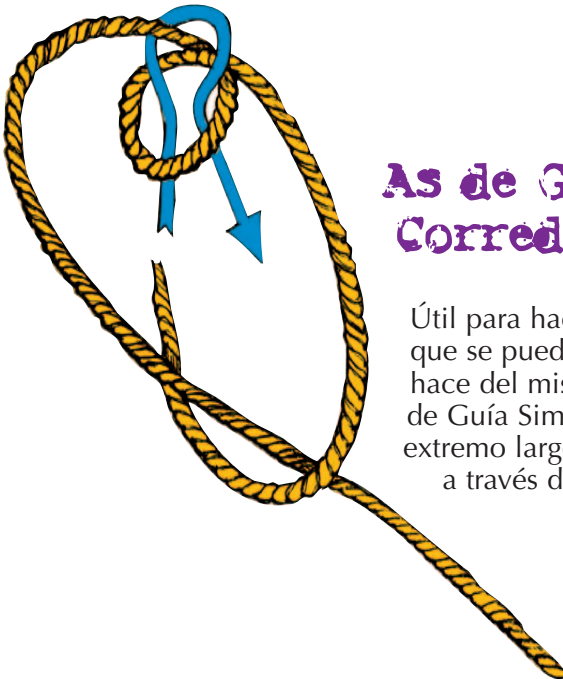 As de G
Corred
Útil para hac
que se pued
hace del mis
de Guía Sim
extremo larg
a través d